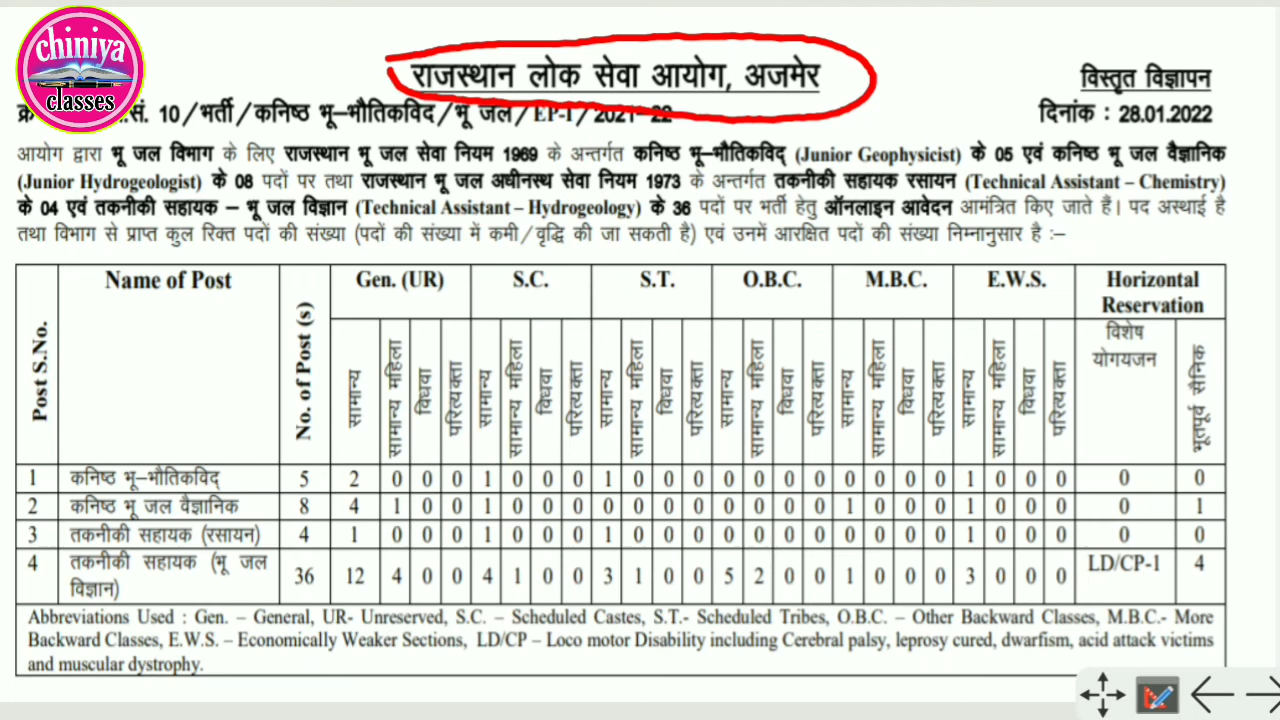 chiniya
classes
राजस्थान लोक सेवा आयोग, अजमेर
विस्तृत विज्ञापन
सं. 10/भर्ती/कनिष्ठ भू–भौतिकविद/भू जल/EP-I/2021-22
दिनांक : 28.01.2022
आयोग द्वारा भू जल विभाग के लिए राजस्थान भू जल सेवा नियम 1969 के अन्तर्गत कनिष्ठ भू–भौतिकविद् (Junior Geophysicist) के 05 एवं कनिष्ठ भू जल वैज्ञानिक
(Junior Hydrogeologist) के 08 पदों पर तथा राजस्थान भू जल अधीनस्थ सेवा नियम 1973 के अन्तर्गत तकनीकी सहायक रसायन (Technical Assistant – Chemistry)
के 04 एवं तकनीकी सहायक – भू जल विज्ञान (Technical Assistant – Hydrogeology) के 36 पदों पर भर्ती हेतु ऑनलाइन आवेदन आमंत्रित किए जाते हैं। पद अस्थाई है
तथा विभाग से प्राप्त कुल रिक्त पदों की संख्या (पदों की संख्या में कमी/वृद्धि की जा सकती है) एवं उनमें आरक्षित पदों की संख्या निम्नानुसार है :–
Post S.No. Name of Post No. of Post (s) Gen. (UR) S.C. S.T. O.B.C. M.B.C. E.W.S. Horizontal
Reservation
सामान्य सामान्य महिला विधवा परित्यक्ता सामान्य सामान्य महिला विधवा परित्यक्ता सामान्य सामान्य महिला विधवा परित्यक्ता सामान्य सामान्य महिला विधवा परित्यक्ता सामान्य सामान्य महिला विधवा परित्यक्ता सामान्य सामान्य महिला विधवा परित्यक्ता विशेष
योगयजन
भूतपूर्व सैनिक
1 कनिष्ठ भू–भौतिकविद् 5 2 0 0 0 1 0 0 0 1 0 0 0 0 0 0 0 0 0 0 0 1 0 0 0 0 0
2 कनिष्ठ भू जल वैज्ञानिक 8 4 1 0 0 1 0 0 0 0 0 0 0 0 0 0 0 1 0 0 0 1 0 0 0 0 1
3 तकनीकी सहायक (रसायन) 4 1 0 0 0 1 0 0 0 1 0 0 0 0 0 0 0 0 0 0 0 1 0 0 0 0 0
4 तकनीकी सहायक (भू जल
विज्ञान) 36 12 4 0 0 4 1 0 0 3 1 0 0 5 2 0 0 1 0 0 0 3 0 0 0 LD/CP-1 4
Abbreviations Used : Gen. – General, UR- Unreserved, S.C. – Scheduled Castes, S.T.- Scheduled Tribes, O.B.C. – Other Backward Classes, M.B.C.- More
Backward Classes, E.W.S. – Economically Weaker Sections, LD/CP – Loco motor Disability including Cerebral palsy, leprosy cured, dwarfism, acid attack victims
and muscular dystrophy.